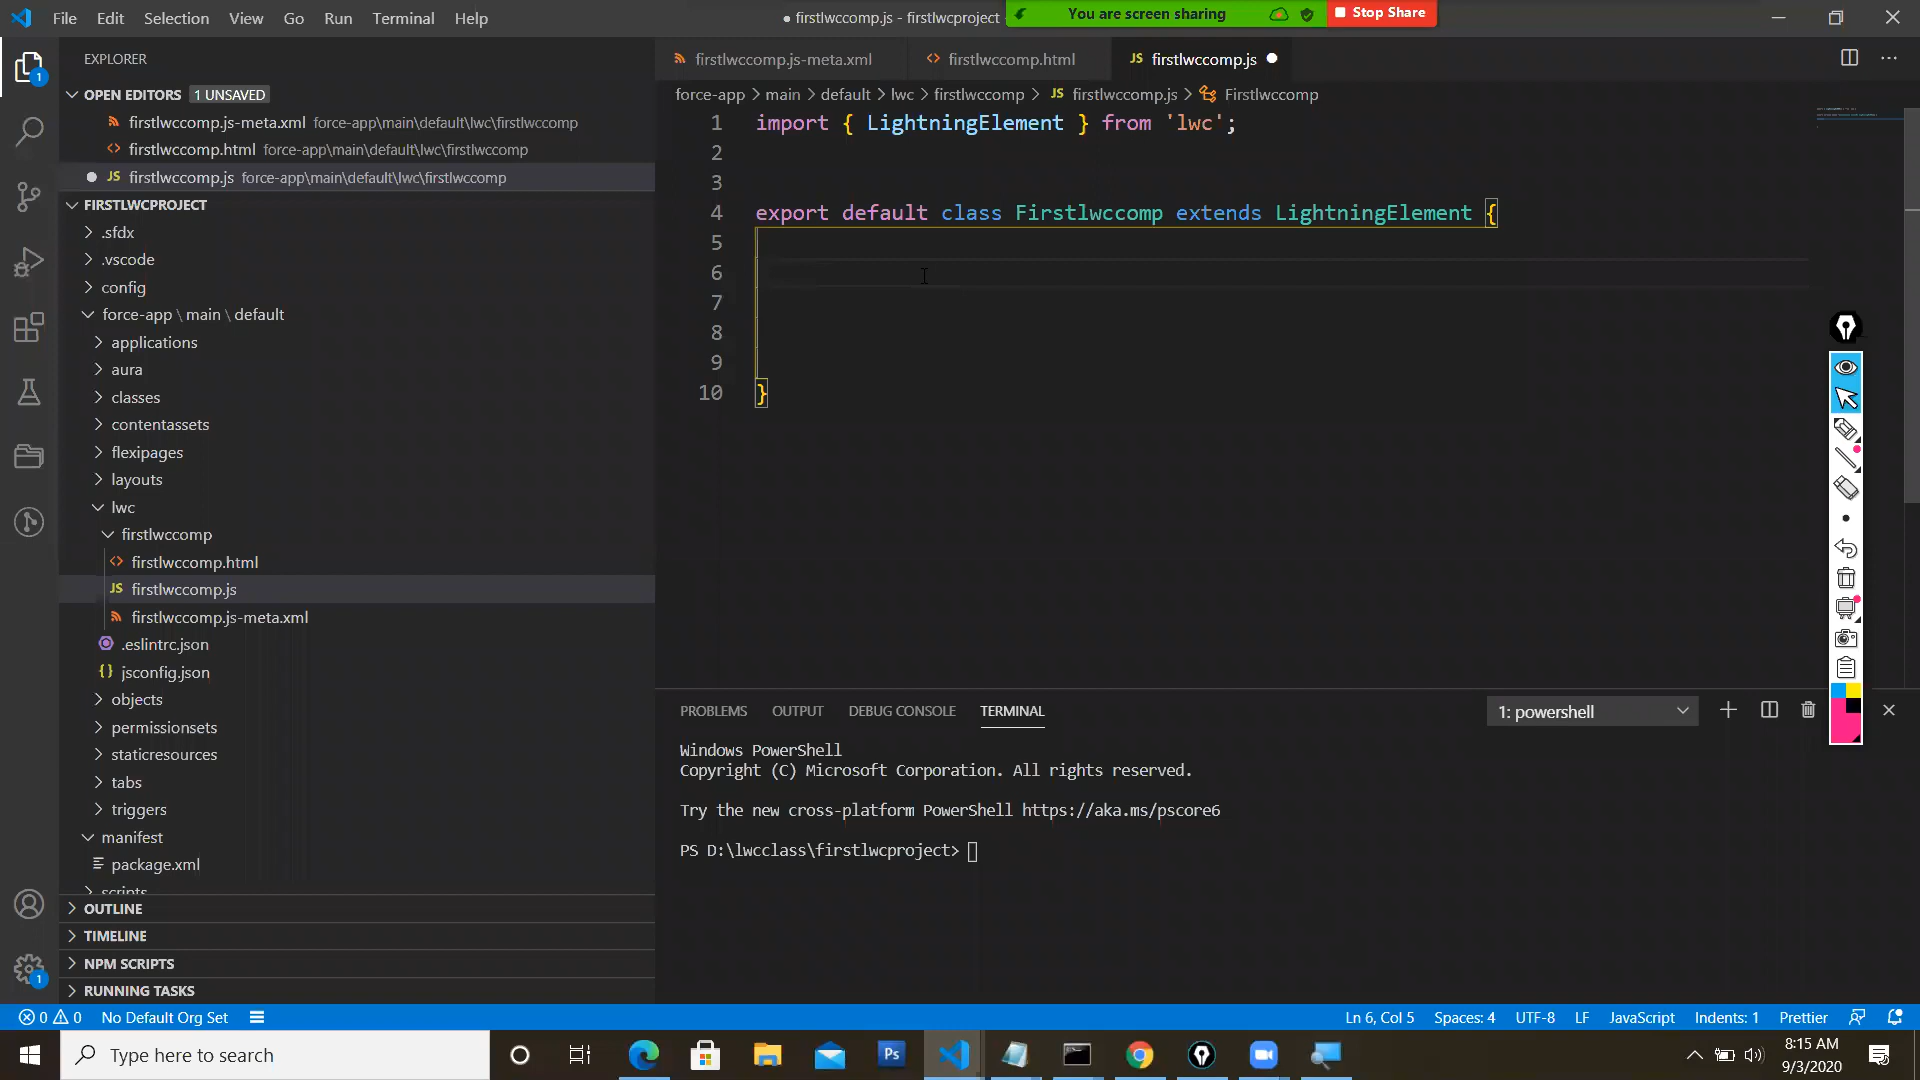 File Edit Selection View Go Run Terminal Help
● firstlwccomp.js - firstlwcproject
You are screen sharing
Stop Share
EXPLORER
1
OPEN EDITORS 1 UNSAVED
firstlwccomp.js-meta.xml force-app\main\default\lwc\firstlwccomp
firstlwccomp.html force-app\main\default\lwc\firstlwccomp
JS firstlwccomp.js force-app\main\default\lwc\firstlwccomp
FIRSTLWCPROJECT
.sfdx
.vscode
config
force-app \ main \ default
applications
aura
classes
contentassets
flexipages
layouts
lwc
firstlwccomp
firstlwccomp.html
JS firstlwccomp.js
firstlwccomp.js-meta.xml
.eslintrc.json
{} jsconfig.json
objects
permissionsets
staticresources
tabs
triggers
manifest
package.xml
scripts
OUTLINE
TIMELINE
NPM SCRIPTS
1
RUNNING TASKS
firstlwccomp.js-meta.xml
firstlwccomp.html
JS firstlwccomp.js
force-app > main > default > lwc > firstlwccomp > JS firstlwccomp.js > Firstlwccomp
1 import { LightningElement } from 'lwc';
2
3
4 export default class Firstlwccomp extends LightningElement {
5
6
7
8
9
10 }
PROBLEMS OUTPUT DEBUG CONSOLE TERMINAL
1: powershell
Windows PowerShell
Copyright (C) Microsoft Corporation. All rights reserved.
Try the new cross-platform PowerShell https://aka.ms/pscore6
PS D:\lwcclass\firstlwcproject>
0 0 No Default Org Set
Ln 6, Col 5 Spaces: 4 UTF-8 LF JavaScript Indents: 1 Prettier
Type here to search
Ps
8:15 AM
9/3/2020